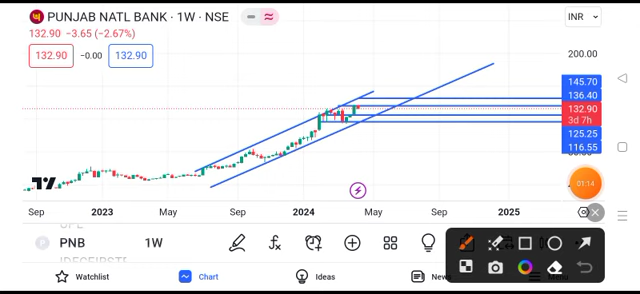 PUNJAB NATL BANK · 1W · NSE
INR
132.90 −3.65 (−2.67%)
132.90 −0.00 132.90
200.00
145.70
136.40
132.90
3d 7h
125.25
116.55
01:14
Sep 2023 May Sep 2024 May Sep 2025
PNB 1W
Watchlist Chart Ideas News